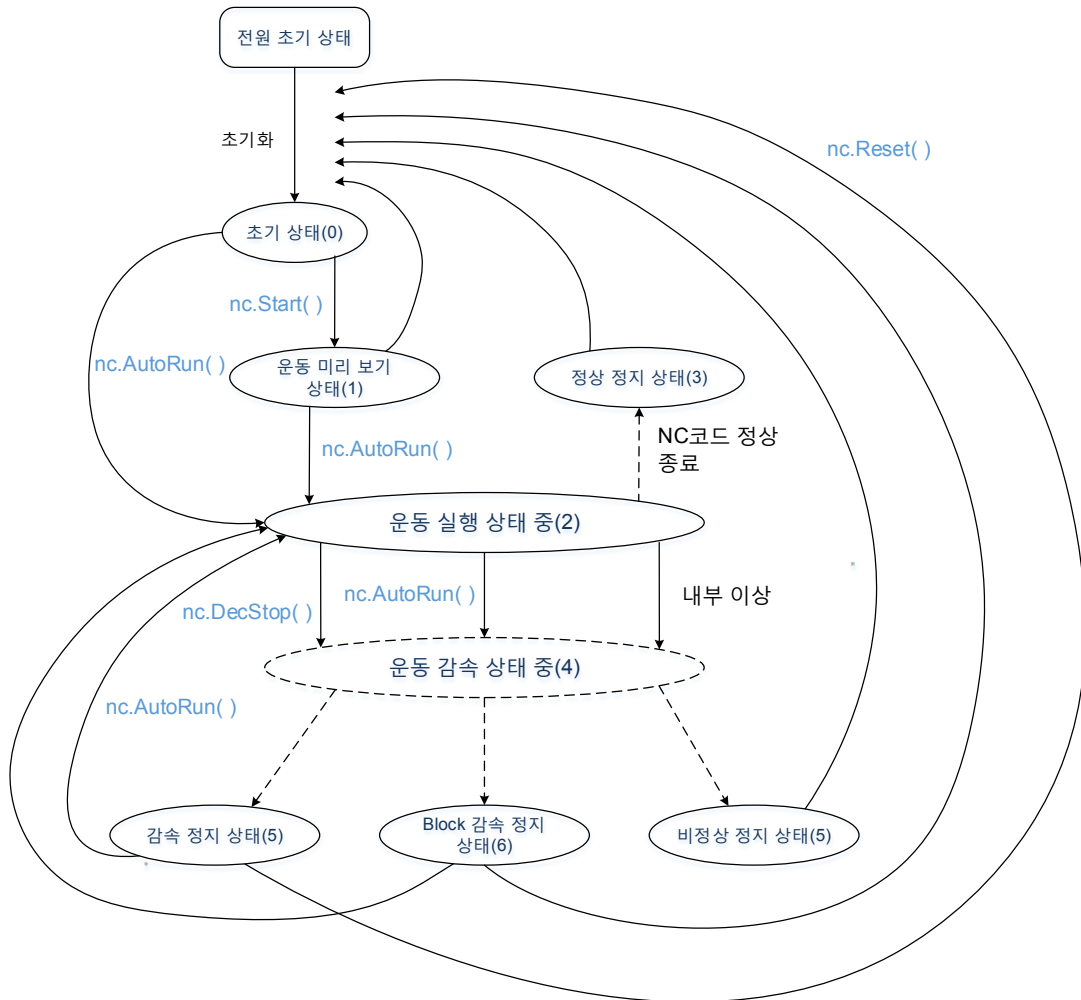 전원 초기 상태
초기화
nc.Reset( )
초기 상태(0)
nc.Start( )
nc.AutoRun( )
운동 미리 보기
상태(1)
정상 정지 상태(3)
nc.AutoRun( )
NC코드 정상
종료
운동 실행 상태 중(2)
nc.DecStop( )
nc.AutoRun( )
내부 이상
운동 감속 상태 중(4)
nc.AutoRun( )
감속 정지 상태(5)
Block 감속 정지
상태(6)
비정상 정지 상태(5)